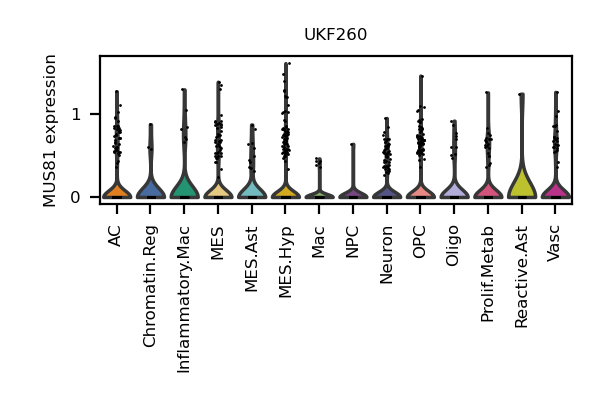 UKF260
MUS81 expression
1
0
AC
Chromatin.Reg
Inflammatory.Mac
MES
MES.Ast
MES.Hyp
Mac
NPC
Neuron
OPC
Oligo
Prolif.Metab
Reactive.Ast
Vasc